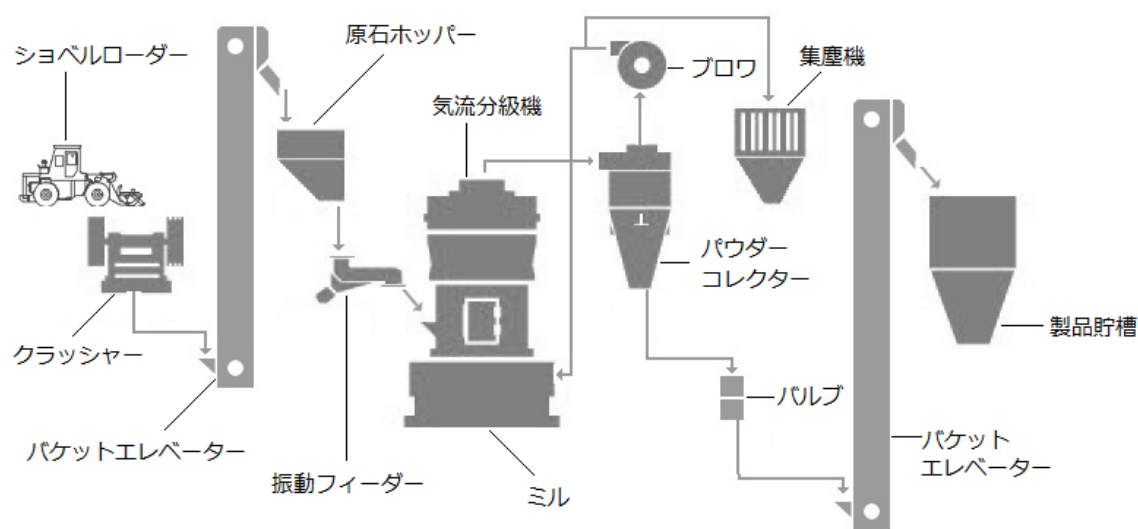 ショベルローダー
原石ホッパー
気流分級機
ブロワ
集塵機
パウダー
コレクター
製品貯槽
クラッシャー
バケットエレベーター
振動フィーダー
ミル
バルブ
バケット
エレベーター